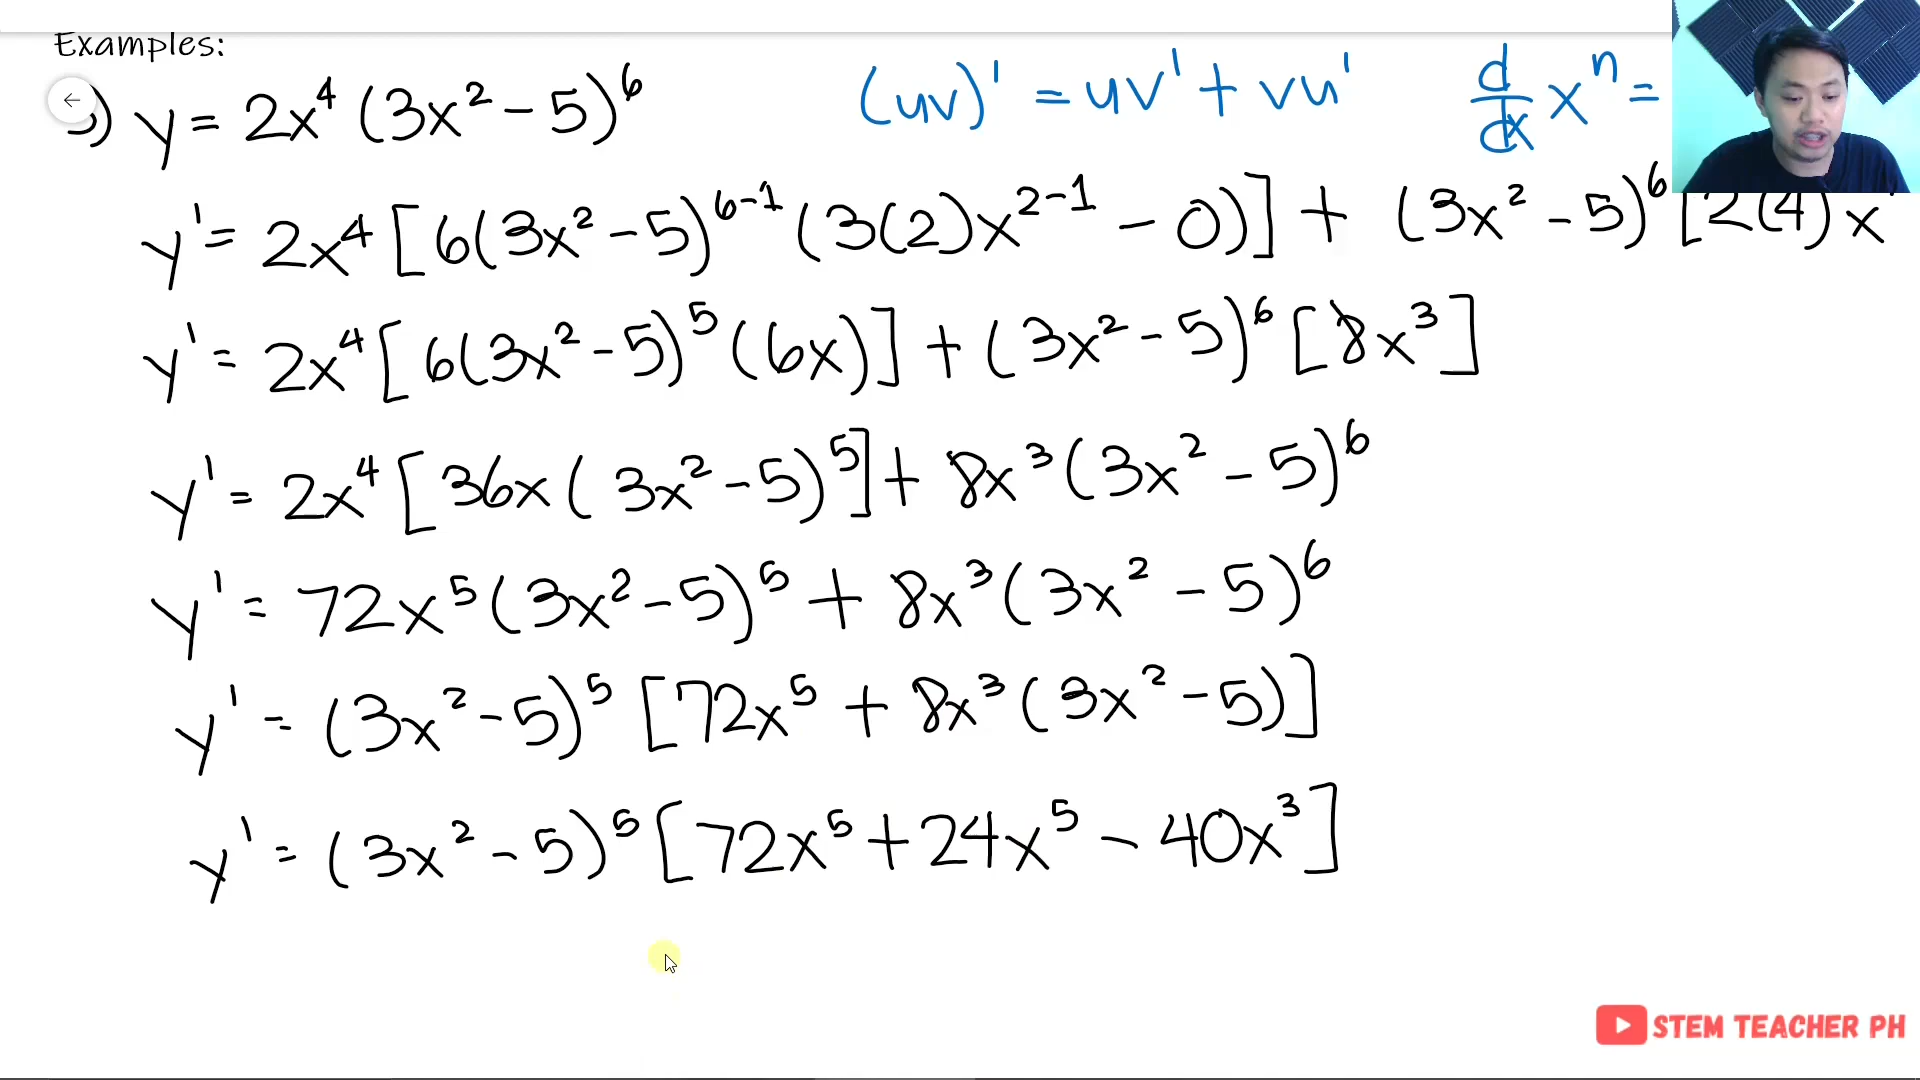 Examples:
) y = 2x⁴ (3x² - 5)⁶
(uv)' = uv' + vu'
d/dx xⁿ =
y' = 2x⁴ [6(3x² - 5)⁶⁻¹ (3(2)x²⁻¹ - 0)] + (3x² - 5)⁶ [2(4)x
y' = 2x⁴ [6(3x² - 5)⁵ (6x)] + (3x² - 5)⁶ [8x³]
y' = 2x⁴ [36x (3x² - 5)⁵] + 8x³ (3x² - 5)⁶
y' = 72x⁵ (3x² - 5)⁵ + 8x³ (3x² - 5)⁶
y' = (3x² - 5)⁵ [72x⁵ + 8x³ (3x² - 5)]
y' = (3x² - 5)⁵ [72x⁵ + 24x⁵ - 40x³]
STEM TEACHER PH